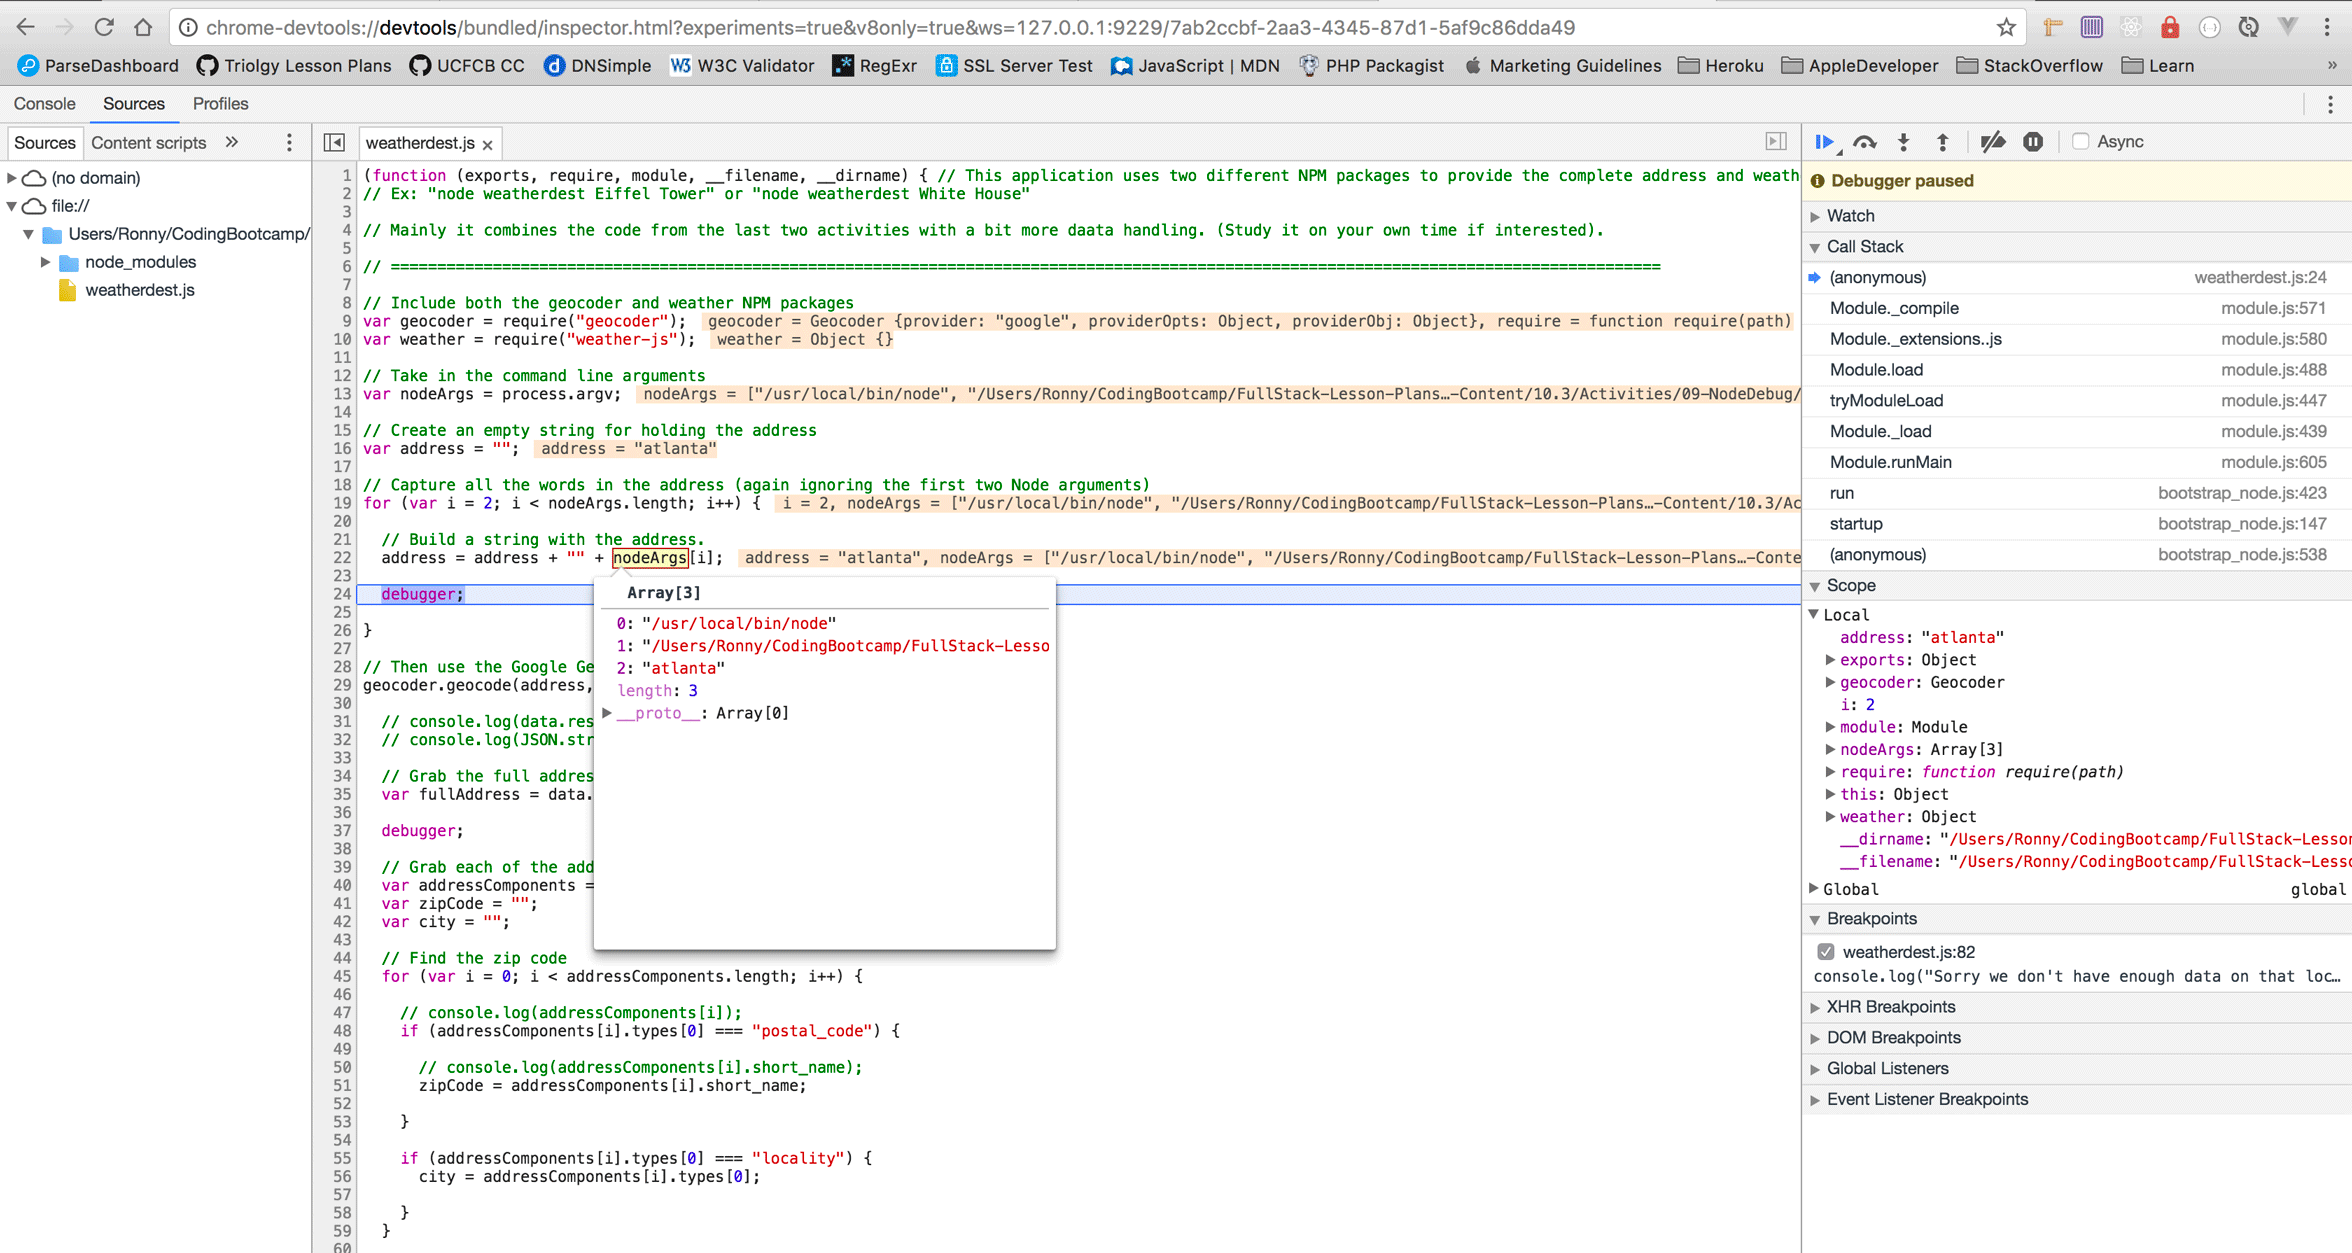 chrome-devtools://devtools/bundled/inspector.html?experiments=true&v8only=true&ws=127.0.0.1:9229/7ab2ccbf-2aa3-4345-87d1-5af9c86dda49
ParseDashboard Triolgy Lesson Plans UCFCB CC DNSimple W3C Validator RegExr SSL Server Test JavaScript | MDN PHP Packagist Marketing Guidelines Heroku AppleDeveloper StackOverflow Learn »
Console Sources Profiles
Sources Content scripts »
(no domain)
file://
Users/Ronny/CodingBootcamp/
node_modules
weatherdest.js
weatherdest.js ×
1 (function (exports, require, module, __filename, __dirname) { // This application uses two different NPM packages to provide the complete address and weath
2 // Ex: "node weatherdest Eiffel Tower" or "node weatherdest White House"
3
4 // Mainly it combines the code from the last two activities with a bit more daata handling. (Study it on your own time if interested).
5
6 // =========================================================================================================================================
7
8 // Include both the geocoder and weather NPM packages
9 var geocoder = require("geocoder"); geocoder = Geocoder {provider: "google", providerOpts: Object, providerObj: Object}, require = function require(path)
10 var weather = require("weather-js"); weather = Object {}
11
12 // Take in the command line arguments
13 var nodeArgs = process.argv; nodeArgs = ["/usr/local/bin/node", "/Users/Ronny/CodingBootcamp/FullStack-Lesson-Plans…-Content/10.3/Activities/09-NodeDebug/
14
15 // Create an empty string for holding the address
16 var address = ""; address = "atlanta"
17
18 // Capture all the words in the address (again ignoring the first two Node arguments)
19 for (var i = 2; i < nodeArgs.length; i++) { i = 2, nodeArgs = ["/usr/local/bin/node", "/Users/Ronny/CodingBootcamp/FullStack-Lesson-Plans…-Content/10.3/Ac
20
21 // Build a string with the address.
22 address = address + "" + nodeArgs[i]; address = "atlanta", nodeArgs = ["/usr/local/bin/node", "/Users/Ronny/CodingBootcamp/FullStack-Lesson-Plans…-Conte
23
24 debugger;
25
26 }
27
28 // Then use the Google Ge
29 geocoder.geocode(address,
30
31 // console.log(data.res
32 // console.log(JSON.str
33
34 // Grab the full addres
35 var fullAddress = data.
36
37 debugger;
38
39 // Grab each of the add
40 var addressComponents =
41 var zipCode = "";
42 var city = "";
43
44 // Find the zip code
45 for (var i = 0; i < addressComponents.length; i++) {
46
47 // console.log(addressComponents[i]);
48 if (addressComponents[i].types[0] === "postal_code") {
49
50 // console.log(addressComponents[i].short_name);
51 zipCode = addressComponents[i].short_name;
52
53 }
54
55 if (addressComponents[i].types[0] === "locality") {
56 city = addressComponents[i].types[0];
57
58 }
59 }
60
Array[3]
0: "/usr/local/bin/node"
1: "/Users/Ronny/CodingBootcamp/FullStack-Lesso
2: "atlanta"
length: 3
__proto__: Array[0]
Async
Debugger paused
Watch
Call Stack
(anonymous) weatherdest.js:24
Module._compile module.js:571
Module._extensions..js module.js:580
Module.load module.js:488
tryModuleLoad module.js:447
Module._load module.js:439
Module.runMain module.js:605
run bootstrap_node.js:423
startup bootstrap_node.js:147
(anonymous) bootstrap_node.js:538
Scope
Local
address: "atlanta"
exports: Object
geocoder: Geocoder
i: 2
module: Module
nodeArgs: Array[3]
require: function require(path)
this: Object
weather: Object
__dirname: "/Users/Ronny/CodingBootcamp/FullStack-Lesson
__filename: "/Users/Ronny/CodingBootcamp/FullStack-Less
Global global
Breakpoints
weatherdest.js:82
console.log("Sorry we don't have enough data on that loc…
XHR Breakpoints
DOM Breakpoints
Global Listeners
Event Listener Breakpoints